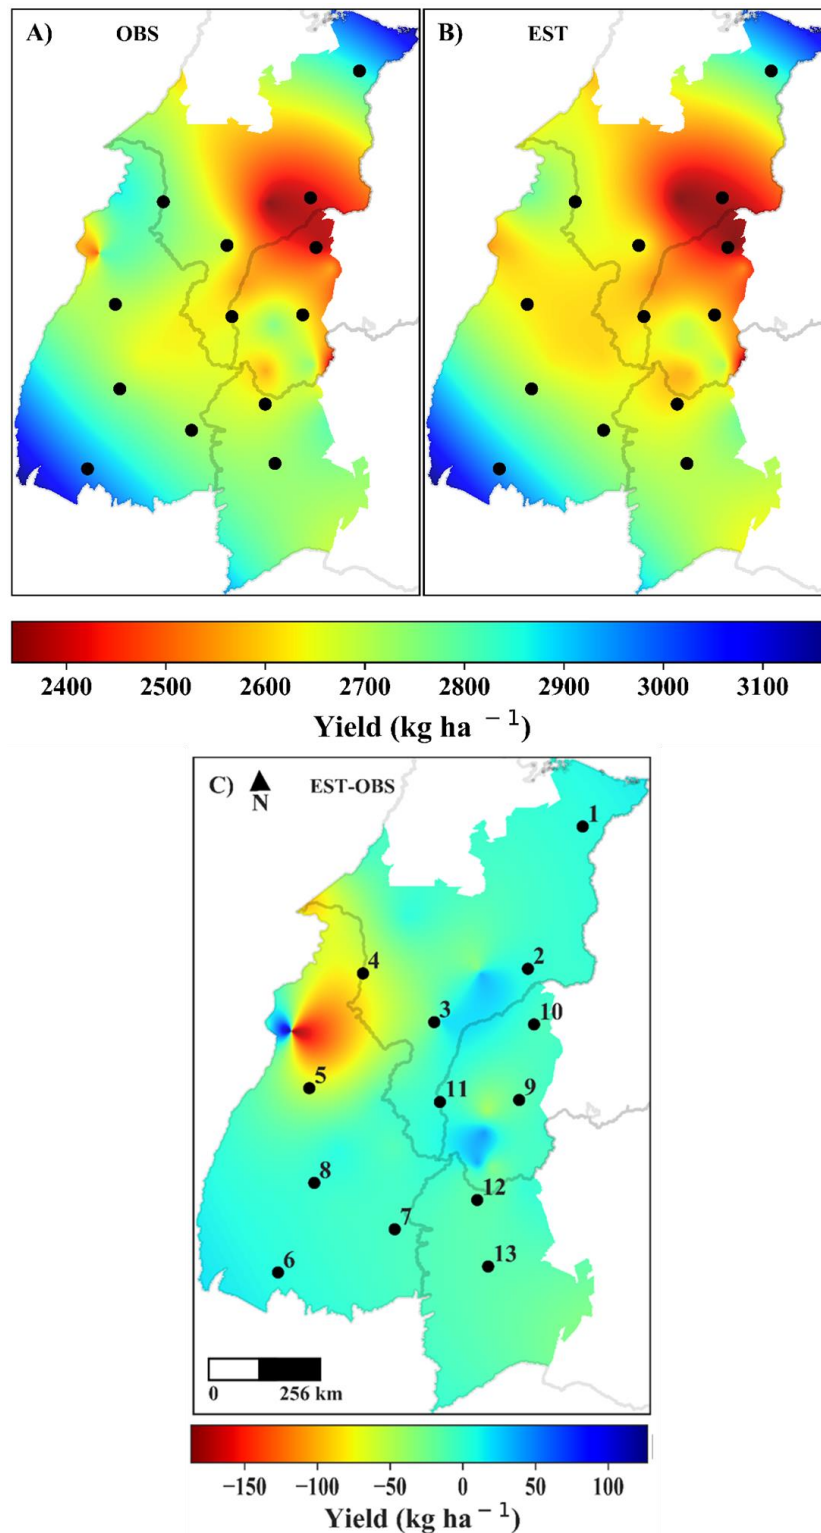 A) OBS
B) EST
2400 2500 2600 2700 2800 2900 3000 3100
Yield (kg ha ⁻¹)
C) N EST-OBS
1
4
2
3
10
5
11
9
8
12
7
6
13
0 256 km
−150 −100 −50 0 50 100
Yield (kg ha ⁻¹)